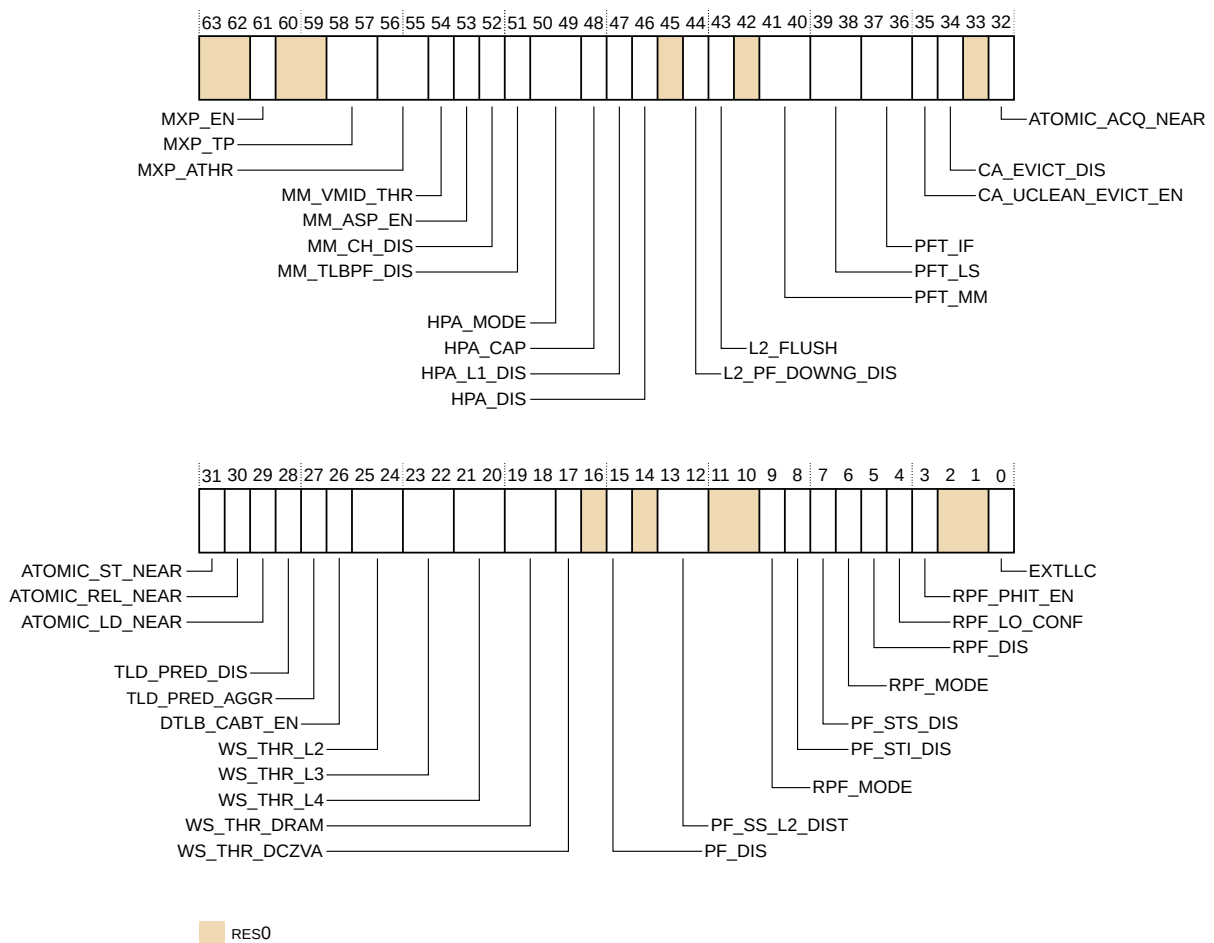 63 62 61 60 59 58 57 56 55 54 53 52 51 50 49 48 47 46 45 44 43 42 41 40 39 38 37 36 35 34 33 32
MXP_EN ATOMIC_ACQ_NEAR
MXP_TP
MXP_ATHR CA_EVICT_DIS
MM_VMID_THR CA_UCLEAN_EVICT_EN
MM_ASP_EN
MM_CH_DIS PFT_IF
MM_TLBPF_DIS PFT_LS
PFT_MM
HPA_MODE
HPA_CAP L2_FLUSH
HPA_L1_DIS L2_PF_DOWNG_DIS
HPA_DIS
31 30 29 28 27 26 25 24 23 22 21 20 19 18 17 16 15 14 13 12 11 10 9 8 7 6 5 4 3 2 1 0
ATOMIC_ST_NEAR EXTLLC
ATOMIC_REL_NEAR RPF_PHIT_EN
ATOMIC_LD_NEAR RPF_LO_CONF
RPF_DIS
TLD_PRED_DIS
RPF_MODE
TLD_PRED_AGGR
DTLB_CABT_EN PF_STS_DIS
WS_THR_L2 PF_STI_DIS
WS_THR_L3
RPF_MODE
WS_THR_L4
WS_THR_DRAM PF_SS_L2_DIST
WS_THR_DCZVA PF_DIS
RES0